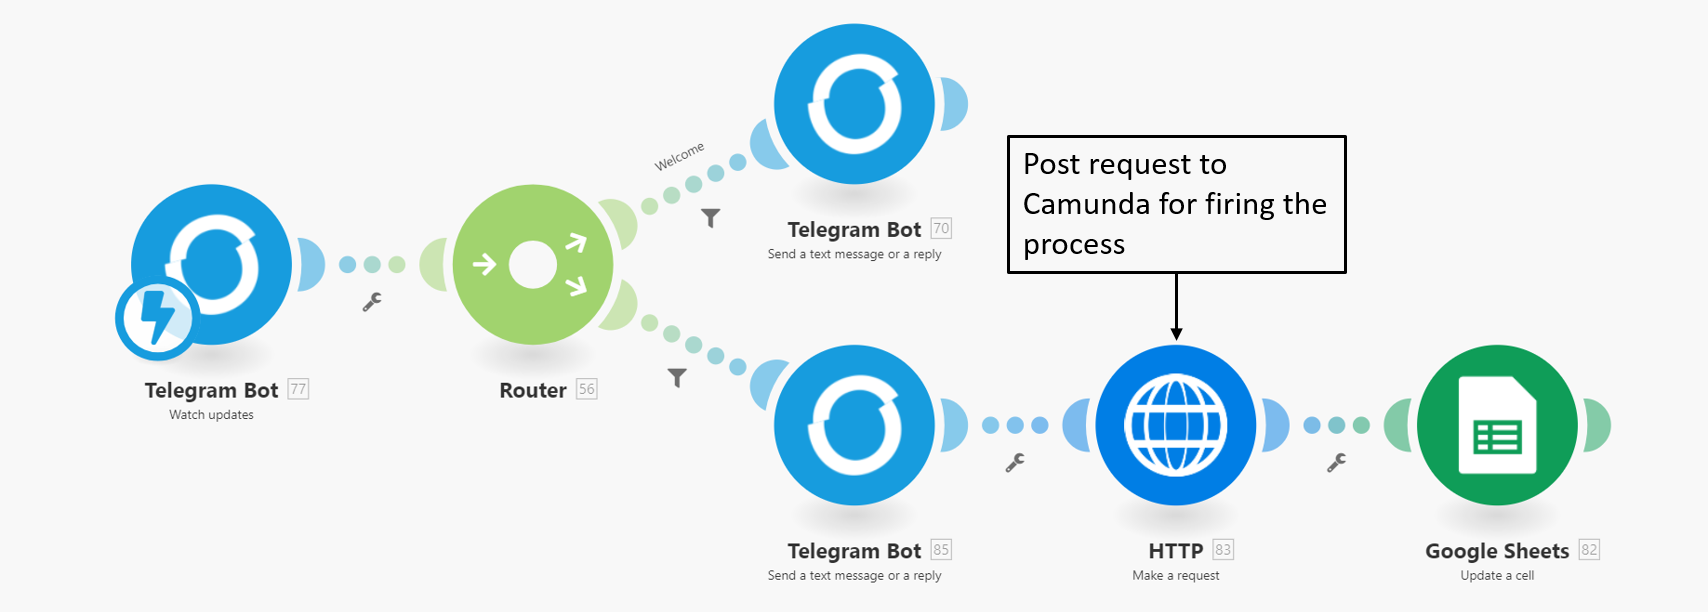 Welcome
Post request to
Camunda for firing the
process
Telegram Bot 70
Send a text message or a reply
Telegram Bot 77
Watch updates
Router 56
Telegram Bot 85
Send a text message or a reply
HTTP 83
Make a request
Google Sheets 82
Update a cell